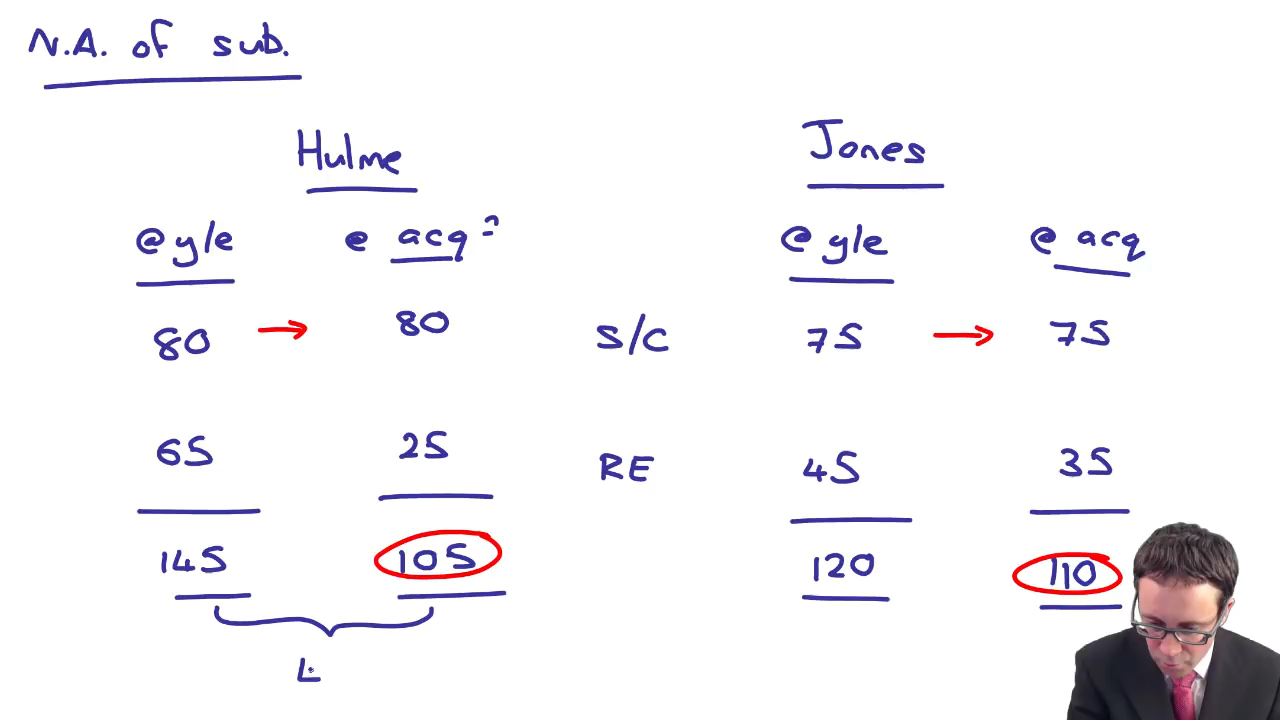 N.A. of sub.
Hulme Jones
@ y/e @ acq= @ y/e @ acq
80 → 80 S/C 75 → 75
65 25 RE 45 35
145 105 120 110